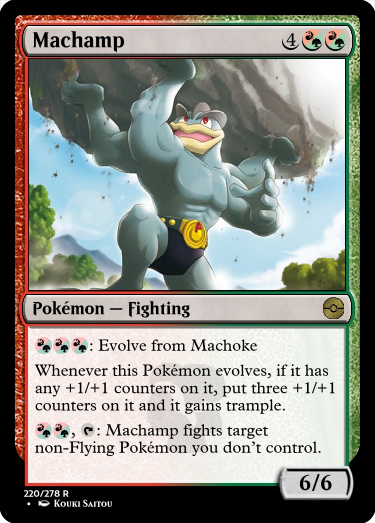 Machamp 4
Pokémon — Fighting
: Evolve from Machoke
Whenever this Pokémon evolves, if it has
any +1/+1 counters on it, put three +1/+1
counters on it and it gains trample.
, : Machamp fights target
non-Flying Pokémon you don’t control.
6/6
220/278 R
• Kouki Saitou